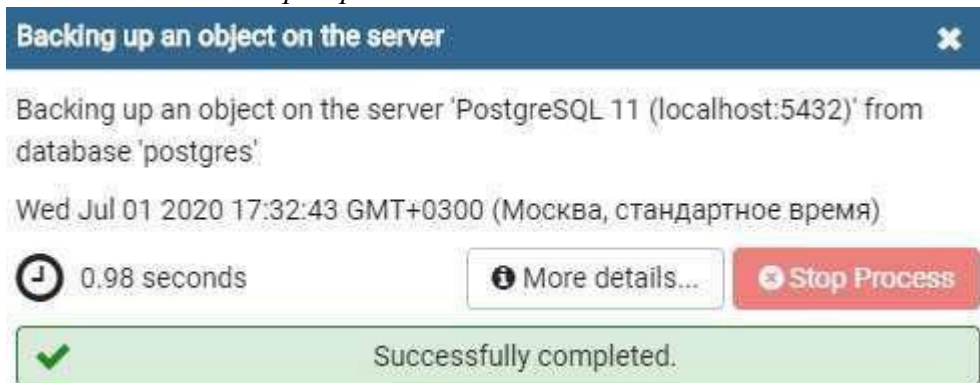 Backing up an object on the server
Backing up an object on the server 'PostgreSQL 11 (localhost:5432)' from
database 'postgres'
Wed Jul 01 2020 17:32:43 GMT+0300 (Москва, стандартное время)
0.98 seconds
More details...
Stop Process
Successfully completed.